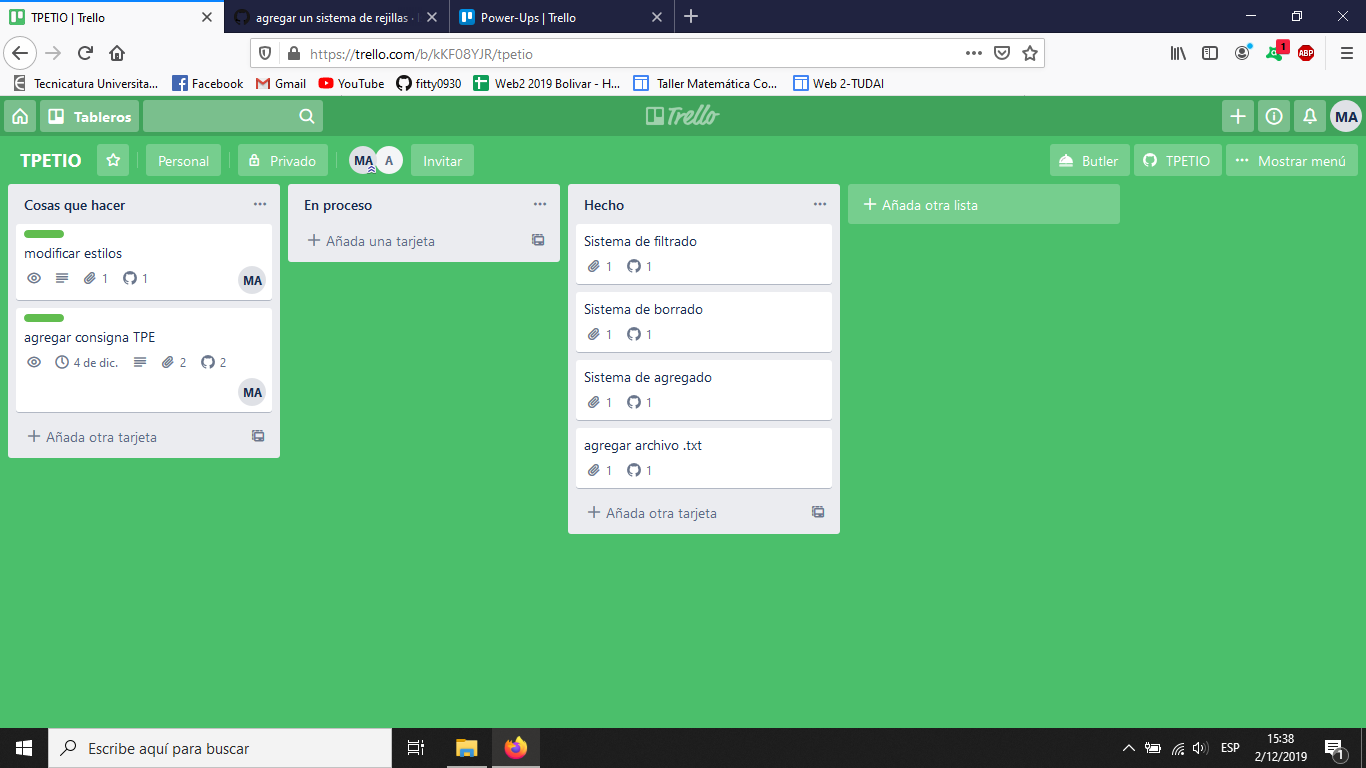 TPETIO | Trello
agregar un sistema de rejillas ·
Power-Ups | Trello
https://trello.com/b/kKF08YJR/tpetio
1
ABP
Tecnicatura Universita...
Facebook
Gmail
YouTube
fitty0930
Web2 2019 Bolivar - H...
Taller Matemática Co...
Web 2-TUDAI
Tableros
Trello
MA
TPETIO
Personal
Privado
MA
A
Invitar
Butler
TPETIO
Mostrar menú
Cosas que hacer
modificar estilos
1
1
MA
agregar consigna TPE
4 de dic.
2
2
MA
Añada otra tarjeta
En proceso
Añada una tarjeta
Hecho
Sistema de filtrado
1
1
Sistema de borrado
1
1
Sistema de agregado
1
1
agregar archivo .txt
1
1
Añada otra tarjeta
Añada otra lista
Escribe aquí para buscar
ESP
15:38
2/12/2019
1